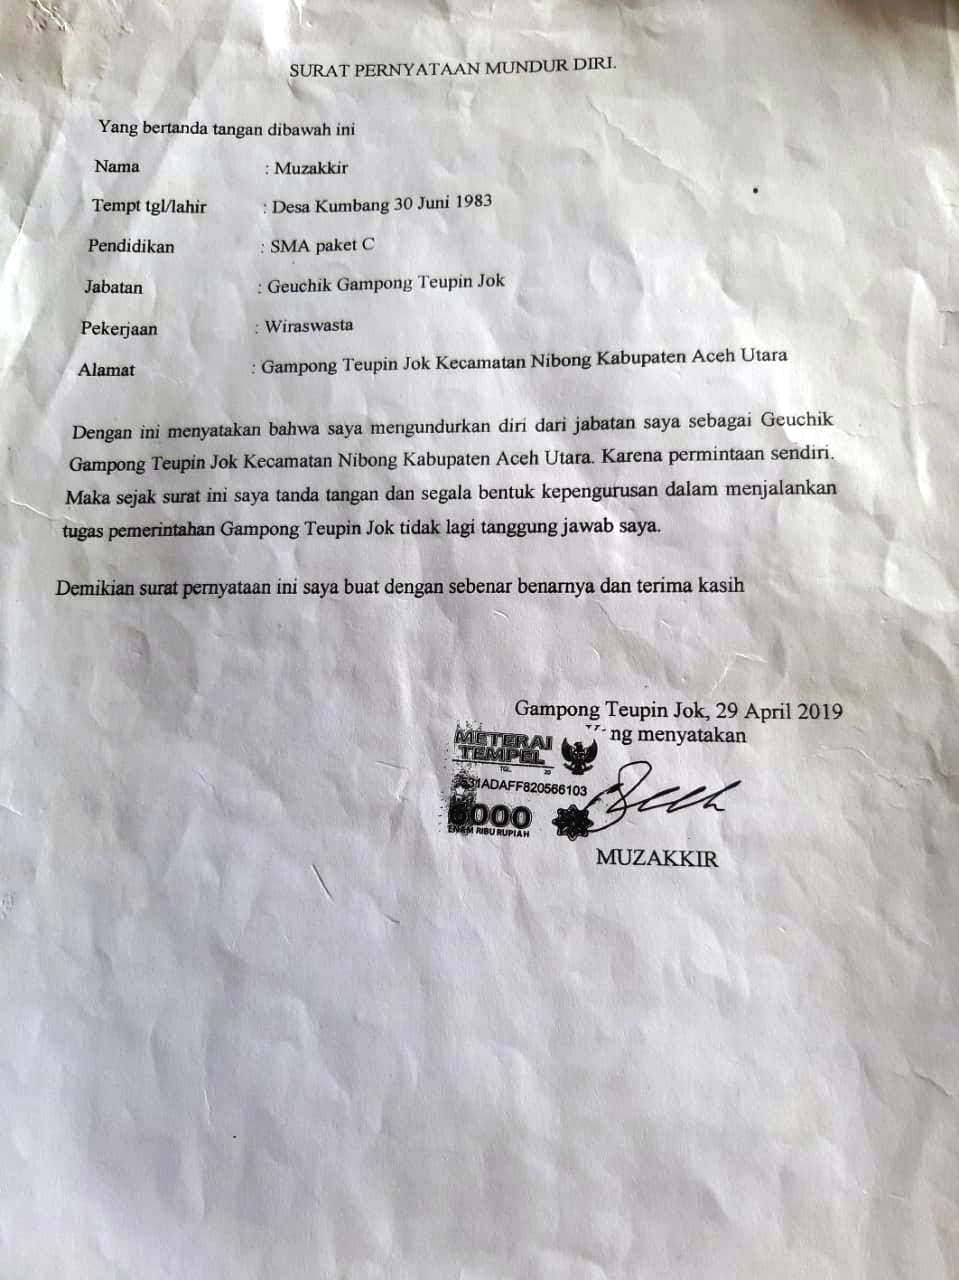 SURAT PERNYATAAN MUNDUR DIRI.
Yang bertanda tangan dibawah ini
Nama : Muzakkir
Tempt tgl/lahir : Desa Kumbang 30 Juni 1983
Pendidikan : SMA paket C
Jabatan : Geuchik Gampong Teupin Jok
Pekerjaan : Wiraswasta
Alamat : Gampong Teupin Jok Kecamatan Nibong Kabupaten Aceh Utara
Dengan ini menyatakan bahwa saya mengundurkan diri dari jabatan saya sebagai Geuchik
Gampong Teupin Jok Kecamatan Nibong Kabupaten Aceh Utara. Karena permintaan sendiri.
Maka sejak surat ini saya tanda tangan dan segala bentuk kepengurusan dalam menjalankan
tugas pemerintahan Gampong Teupin Jok tidak lagi tanggung jawab saya.
Demikian surat pernyataan ini saya buat dengan sebenar benarnya dan terima kasih
Gampong Teupin Jok, 29 April 2019
ng menyatakan
METERAI
TEMPEL
TGL 20
31ADAFF820566103
6000
ENAM RIBU RUPIAH
MUZAKKIR